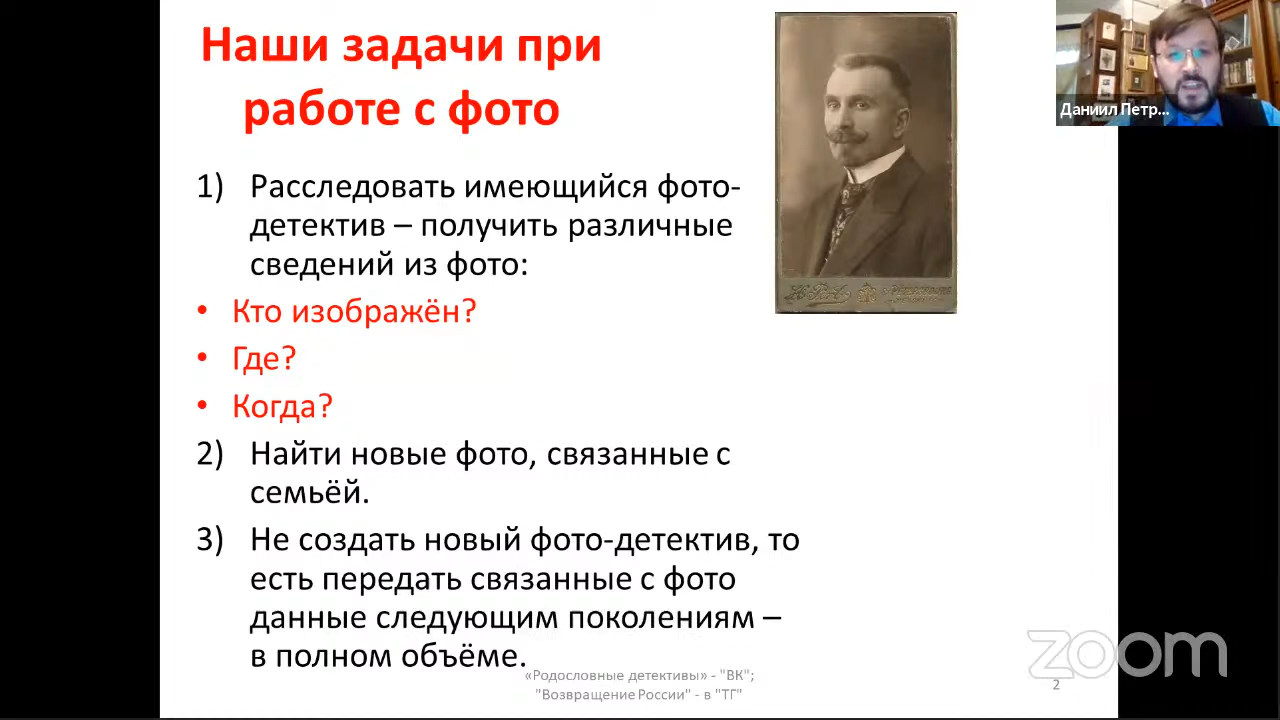 Наши задачи при
работе с фото
1) Расследовать имеющийся фото-
детектив – получить различные
сведений из фото:
• Кто изображён?
• Где?
• Когда?
2) Найти новые фото, связанные с
семьёй.
3) Не создать новый фото-детектив, то
есть передать связанные с фото
данные следующим поколениям –
в полном объёме.
«Родословные детективы» - "ВК";
"Возвращение России" - в "ТГ"
2
Даниил Петр...
zoom